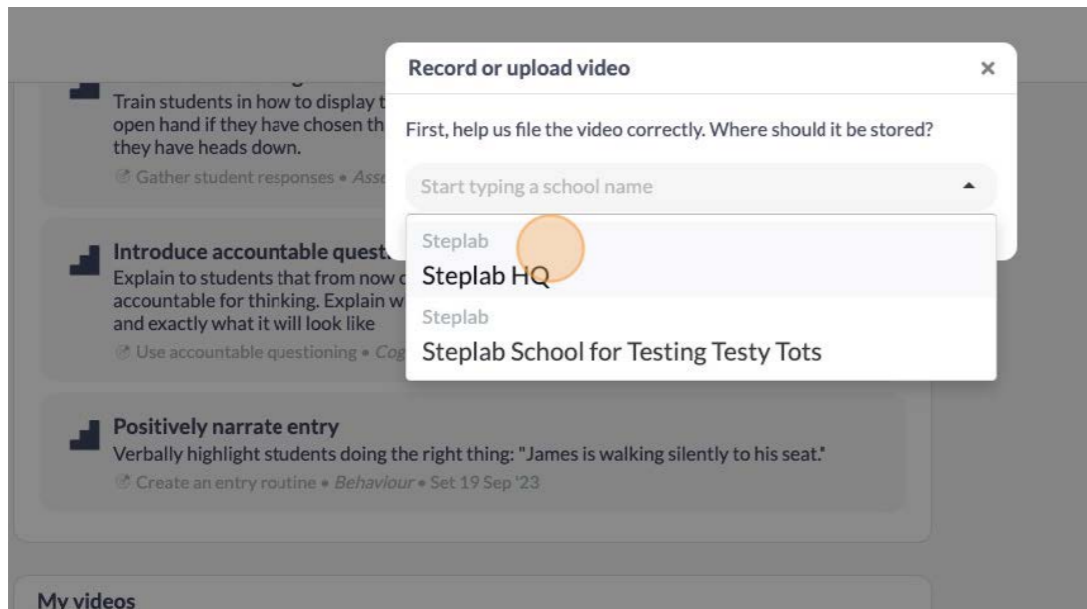 Record or upload video
First, help us file the video correctly. Where should it be stored?
Start typing a school name
Steplab
Steplab HQ
Steplab
Steplab School for Testing Testy Tots
Train students in how to display t
open hand if they have chosen th
they have heads down.
Gather student responses •
Introduce accountable quest
Explain to students that from now
accountable for thinking. Explain w
and exactly what it will look like
Use accountable questioning •
Positively narrate entry
Verbally highlight students doing the right thing: "James is walking silently to his seat."
Create an entry routine • Behaviour • Set 19 Sep '23
My videos